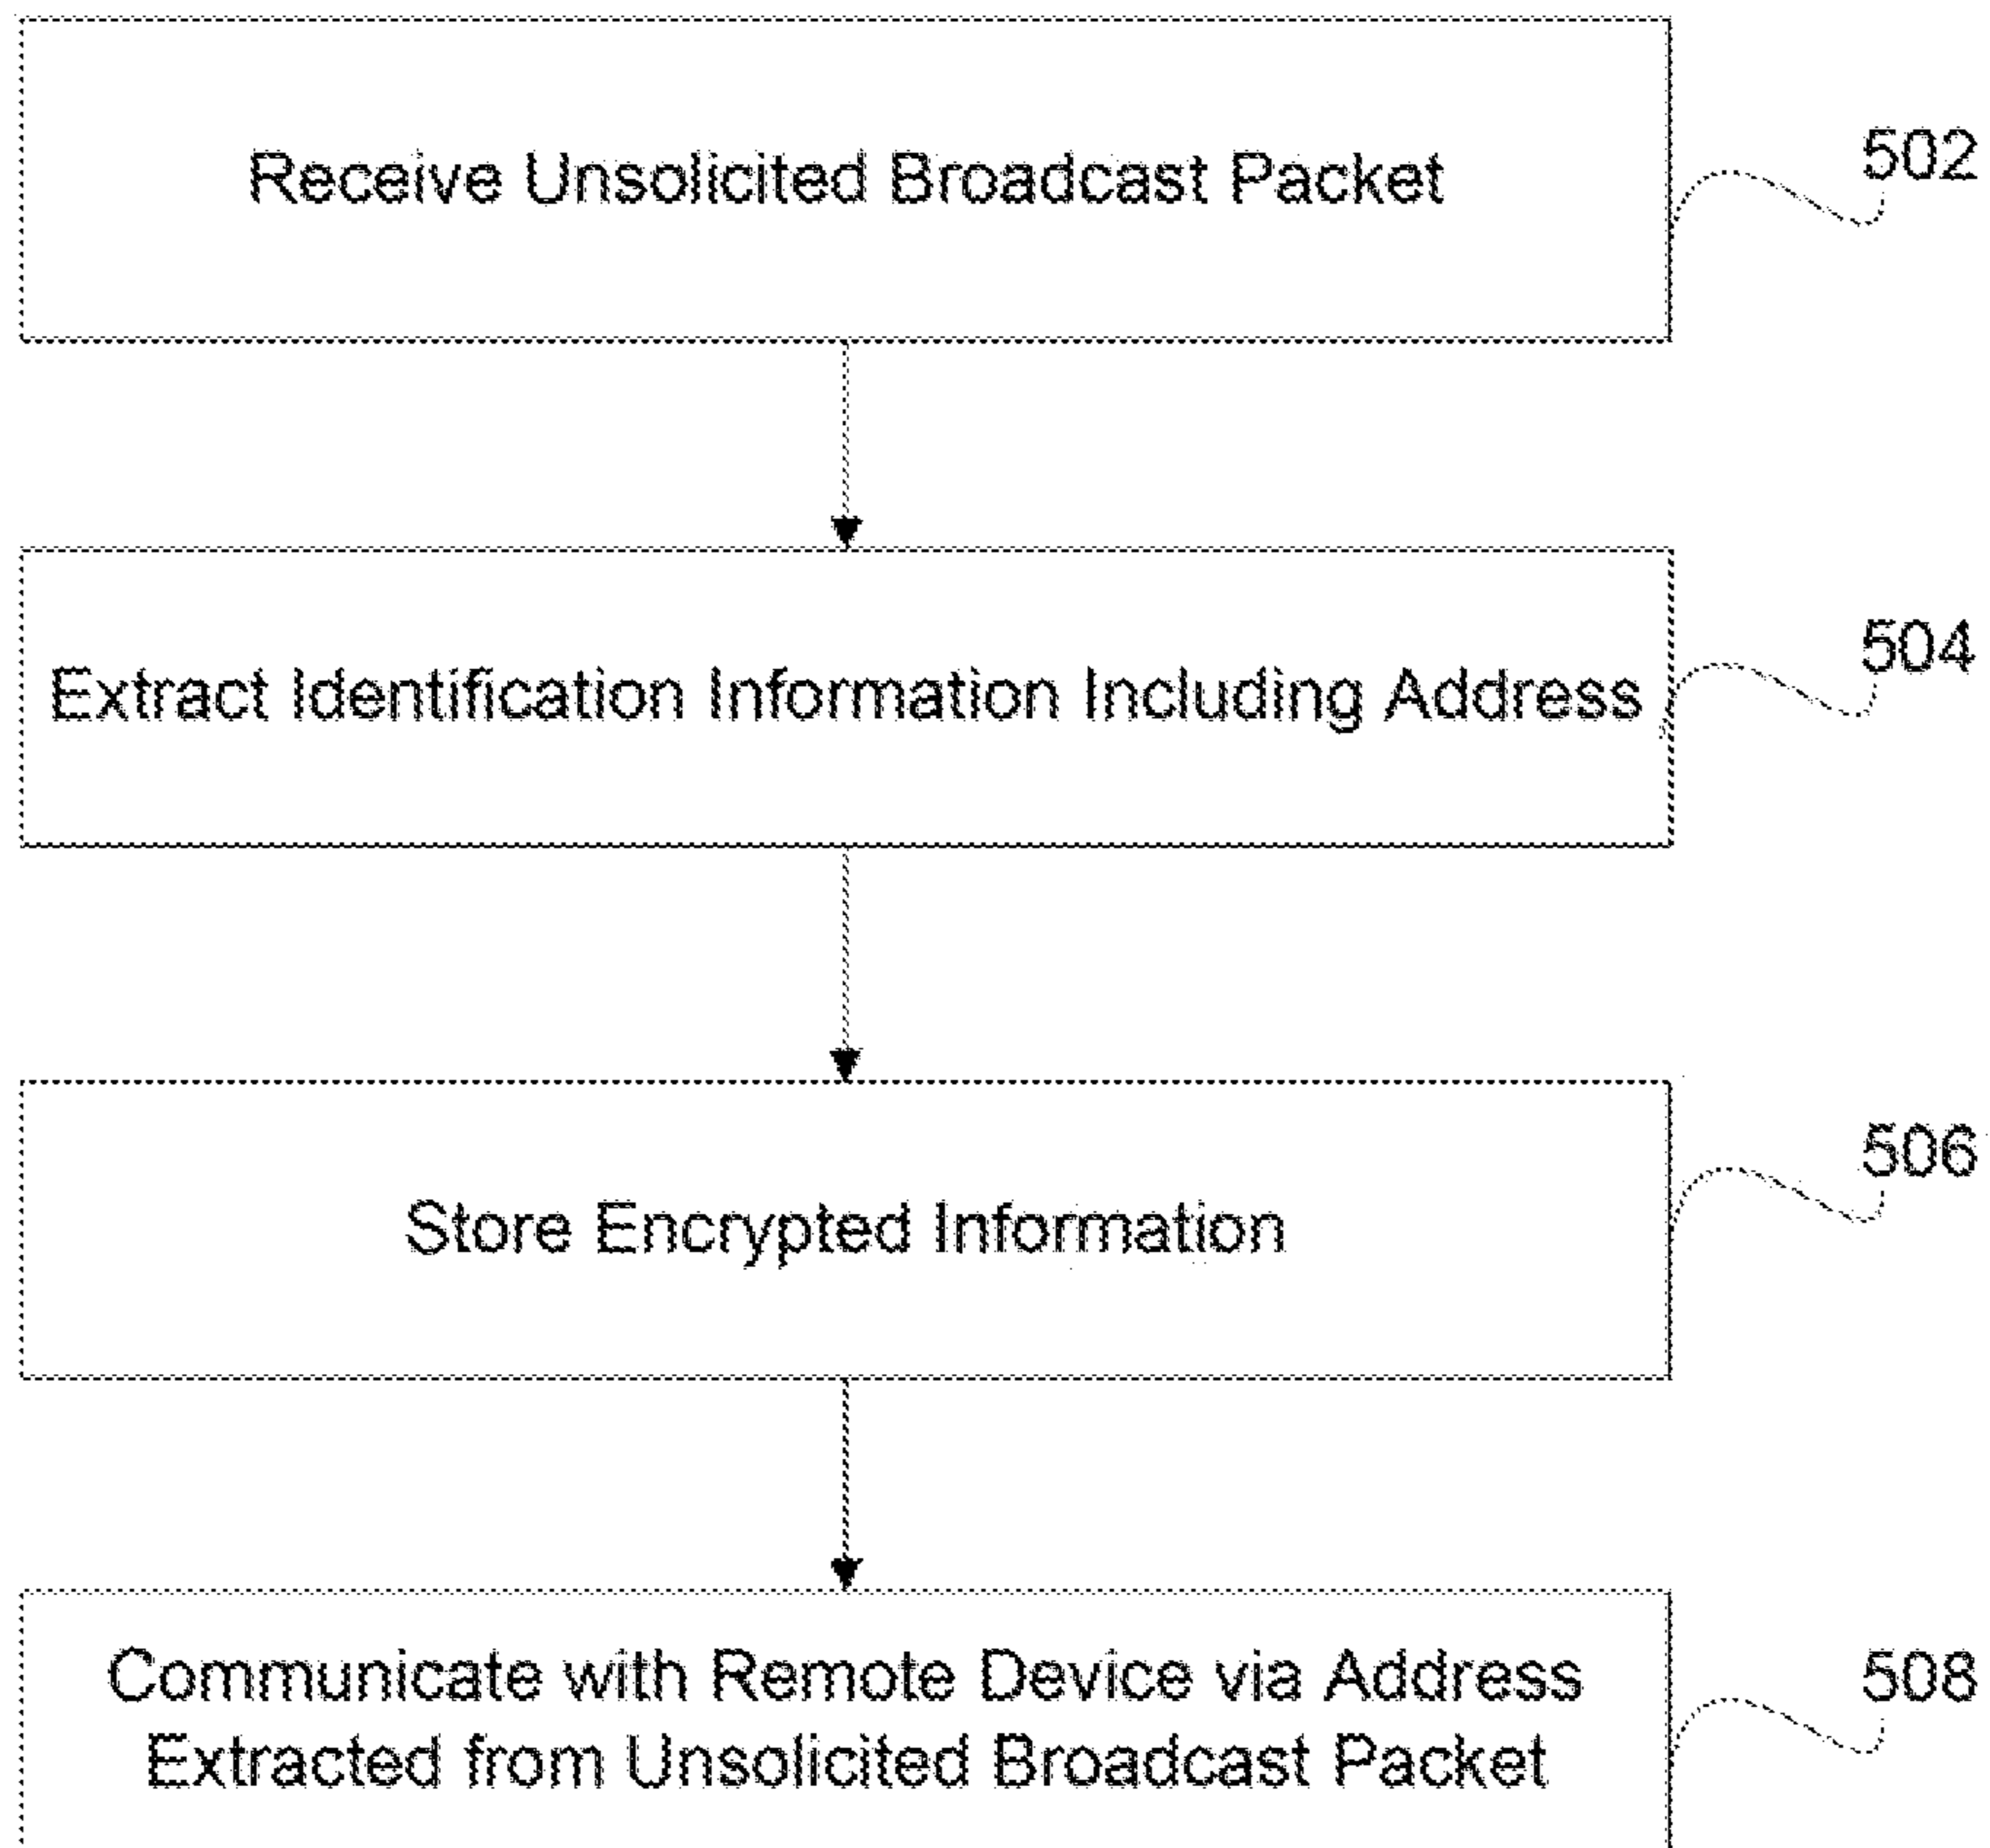 Receive Unsolicited Broadcast Packet
502
Extract Identification Information Including Address
504
Store Encrypted Information
506
Communicate with Remote Device via Address
Extracted from Unsolicited Broadcast Packet
508